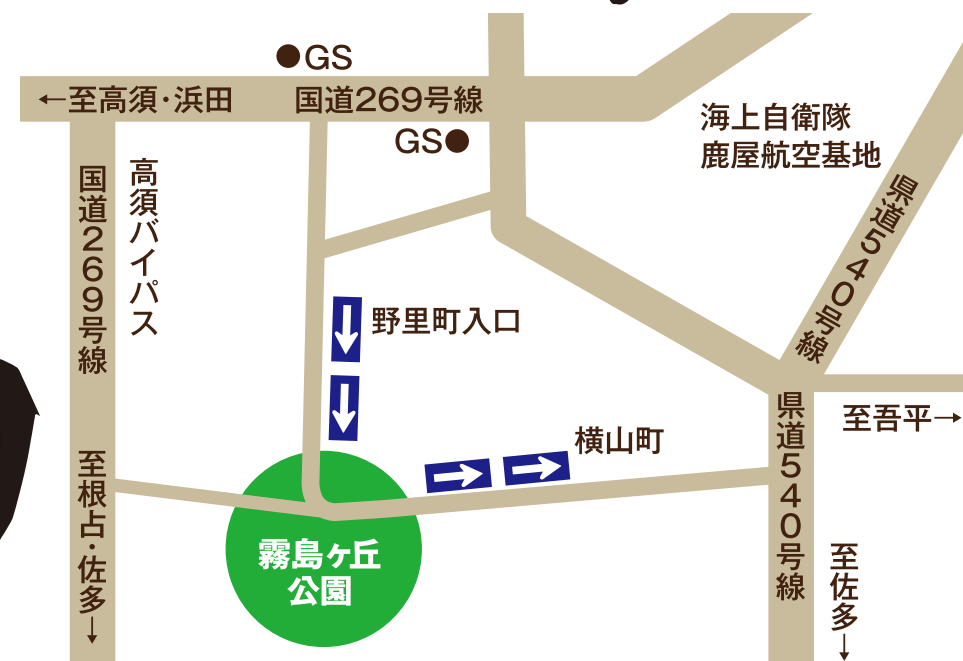 ●GS
←至高須・浜田
国道269号線
GS●
海上自衛隊
鹿屋航空基地
国道269号線
高須バイパス
県道540号線
野里町入口
至吾平→
県道540号線
横山町
至根占・佐多→
霧島ヶ丘
公園
至佐多→